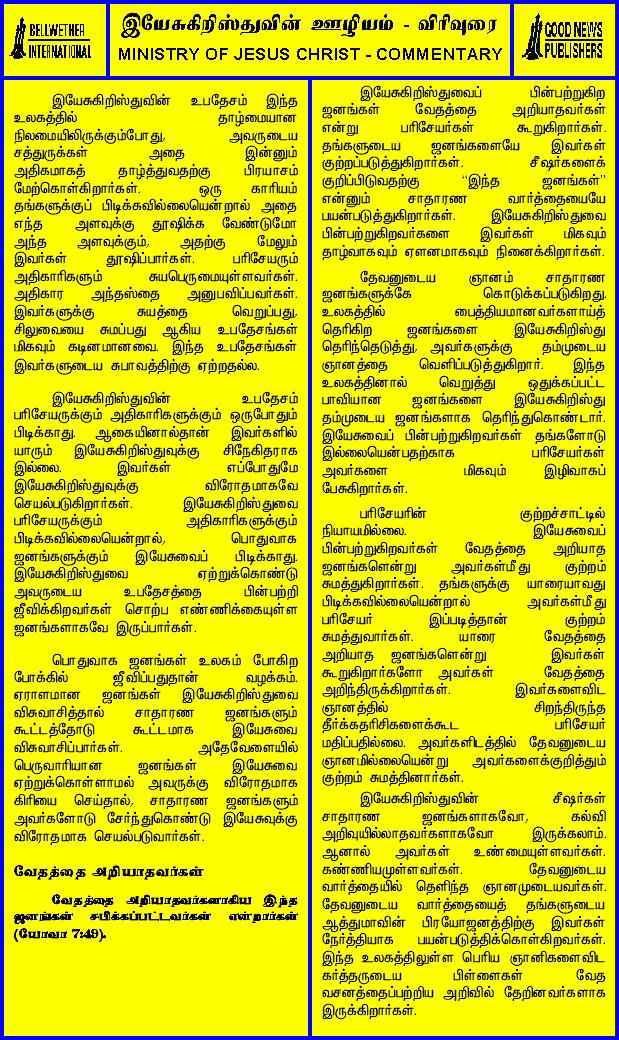 BELLWETHER
INTERNATIONAL
இயேசுகிறிஸ்துவின் ஊழியம் - விரிவுரை
MINISTRY OF JESUS CHRIST - COMMENTARY
GOOD NEWS
PUBLISHERS
இயேசுகிறிஸ்துவின் உபதேசம் இந்த
உலகத்தில் தாழ்மையான
நிலமையிலிருக்கும்போது, அவருடைய
சத்துருக்கள் அதை இன்னும்
அதிகமாகத் தாழ்த்துவதற்கு பிரயாசம்
மேற்கொள்கிறார்கள். ஒரு காரியம்
தங்களுக்குப் பிடிக்கவில்லையென்றால் அதை
எந்த அளவுக்கு தூஷிக்க வேண்டுமோ
அந்த அளவுக்கும், அதற்கு மேலும்
இவர்கள் தூஷிப்பார்கள். பரிசேயரும்
அதிகாரிகளும் சுயபெருமையுள்ளவர்கள்.
அதிகார அந்தஸ்தை அனுபவிப்பவர்கள்.
இவர்களுக்கு சுயத்தை வெறுப்பது,
சிலுவையை சுமப்பது ஆகிய உபதேசங்கள்
மிகவும் கடினமானவை. இந்த உபதேசங்கள்
இவர்களுடைய சுபாவத்திற்கு ஏற்றதல்ல.
இயேசுகிறிஸ்துவின் உபதேசம்
பரிசேயருக்கும் அதிகாரிகளுக்கும் ஒருபோதும்
பிடிக்காது. ஆகையினால்தான் இவர்களில்
யாரும் இயேசுகிறிஸ்துவுக்கு சிநேகிதராக
இல்லை. இவர்கள் எப்போதுமே
இயேசுகிறிஸ்துவுக்கு விரோதமாகவே
செயல்படுகிறார்கள். இயேசுகிறிஸ்துவை
பரிசேயருக்கும் அதிகாரிகளுக்கும்
பிடிக்கவில்லையென்றால், பொதுவாக
ஜனங்களுக்கும் இயேசுவைப் பிடிக்காது.
இயேசுகிறிஸ்துவை ஏற்றுக்கொண்டு
அவருடைய உபதேசத்தை பின்பற்றி
ஜீவிக்கிறவர்கள் சொற்ப எண்ணிக்கையுள்ள
ஜனங்களாகவே இருப்பார்கள்.
பொதுவாக ஜனங்கள் உலகம் போகிற
போக்கில் ஜீவிப்பதுதான் வழக்கம்.
ஏராளமான ஜனங்கள் இயேசுகிறிஸ்துவை
விசுவாசித்தால் சாதாரண ஜனங்களும்
கூட்டத்தோடு கூட்டமாக இயேசுவை
விசுவாசிப்பார்கள். அதேவேளையில்
பெருவாரியான ஜனங்கள் இயேசுவை
ஏற்றுக்கொள்ளாமல் அவருக்கு விரோதமாக
கிரியை செய்தால், சாதாரண ஜனங்களும்
அவர்களோடு சேர்ந்துகொண்டு இயேசுவுக்கு
விரோதமாக செயல்படுவார்கள்.
வேதத்தை அறியாதவர்கள்
வேதத்தை அறியாதவர்களாகிய இந்த
ஜனங்கள் சபிக்கப்பட்டவர்கள் என்றார்கள்
(யோவா 7:49).
இயேசுகிறிஸ்துவைப் பின்பற்றுகிற
ஜனங்கள் வேதத்தை அறியாதவர்கள்
என்று பரிசேயர்கள் கூறுகிறார்கள்.
தங்களுடைய ஜனங்களையே இவர்கள்
குற்றப்படுத்துகிறார்கள். சீஷர்களைக்
குறிப்பிடுவதற்கு “இந்த ஜனங்கள்”
என்னும் சாதாரண வார்த்தையையே
பயன்படுத்துகிறார்கள். இயேசுகிறிஸ்துவை
பின்பற்றுகிறவர்களை இவர்கள் மிகவும்
தாழ்வாகவும் ஏளனமாகவும் நினைக்கிறார்கள்.
தேவனுடைய ஞானம் சாதாரண
ஜனங்களுக்கே கொடுக்கப்படுகிறது.
உலகத்தில் பைத்தியமானவர்களாய்த்
தெரிகிற ஜனங்களை இயேசுகிறிஸ்து
தெரிந்தெடுத்து, அவர்களுக்கு தம்முடைய
ஞானத்தை வெளிப்படுத்துகிறார். இந்த
உலகத்தினால் வெறுத்து ஒதுக்கப்பட்ட
பாவியான ஜனங்களை இயேசுகிறிஸ்து
தம்முடைய ஜனங்களாக தெரிந்துகொண்டார்.
இயேசுவைப் பின்பற்றுகிறவர்கள் தங்களோடு
இல்லையென்பதற்காக பரிசேயர்கள்
அவர்களை மிகவும் இழிவாகப்
பேசுகிறார்கள்.
பரிசேயரின் குற்றச்சாட்டில்
நியாயமில்லை. இயேசுவைப்
பின்பற்றுகிறவர்கள் வேதத்தை அறியாத
ஜனங்களென்று அவர்கள்மீது குற்றம்
சுமத்துகிறார்கள். தங்களுக்கு யாரையாவது
பிடிக்கவில்லையென்றால் அவர்கள்மீது
பரிசேயர் இப்படித்தான் குற்றம்
சுமத்துவார்கள். யாரை வேதத்தை
அறியாத ஜனங்களென்று இவர்கள்
கூறுகிறார்களோ அவர்கள் வேதத்தை
அறிந்திருக்கிறார்கள். இவர்களைவிட
ஞானத்தில் சிறந்திருந்த
தீர்க்கதரிசிகளைக்கூட பரிசேயர்
மதிப்பதில்லை. அவர்களிடத்தில் தேவனுடைய
ஞானமில்லையென்று அவர்களைக்குறித்தும்
குற்றம் சுமத்தினார்கள்.
இயேசுகிறிஸ்துவின் சீஷர்கள்
சாதாரண ஜனங்களாகவோ, கல்வி
அறிவுயில்லாதவர்களாகவோ இருக்கலாம்.
ஆனால் அவர்கள் உண்மையுள்ளவர்கள்.
கண்ணியமுள்ளவர்கள். தேவனுடைய
வார்த்தையில் தெளிந்த ஞானமுடையவர்கள்.
தேவனுடைய வார்த்தையைத் தங்களுடைய
ஆத்துமாவின் பிரயோஜனத்திற்கு இவர்கள்
நேர்த்தியாக பயன்படுத்திக்கொள்கிறவர்கள்.
இந்த உலகத்திலுள்ள பெரிய ஞானிகளைவிட
கர்த்தருடைய பிள்ளைகள் வேத
வசனத்தைப்பற்றிய அறிவில் தேறினவர்களாக
இருக்கிறார்கள்.